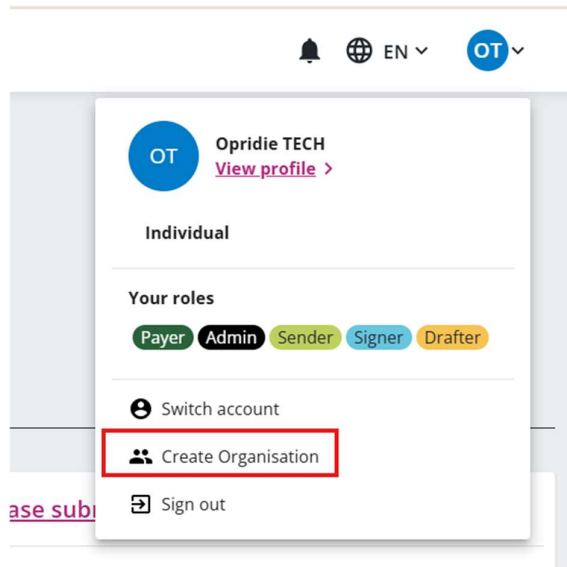 EN
OT
OT
Opridie TECH
View profile
Individual
Your roles
Payer Admin Sender Signer Drafter
Switch account
Create Organisation
ase subr
Sign out